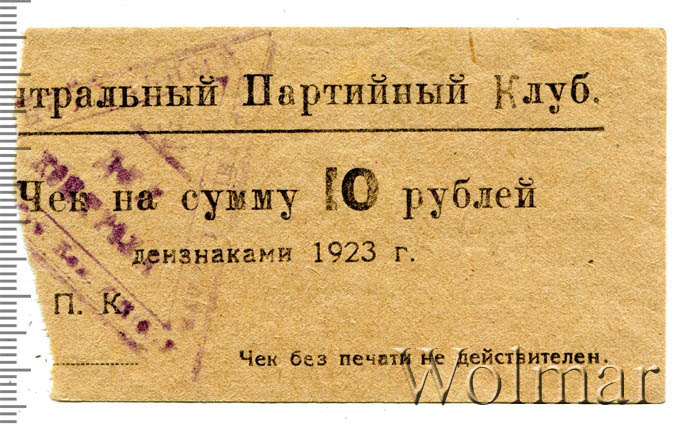 нтральный Партийный Клуб.
Чек на сумму 10 рублей
дензнаками 1923 г.
П. К.
Чек без печати не действителен.
Wolmar